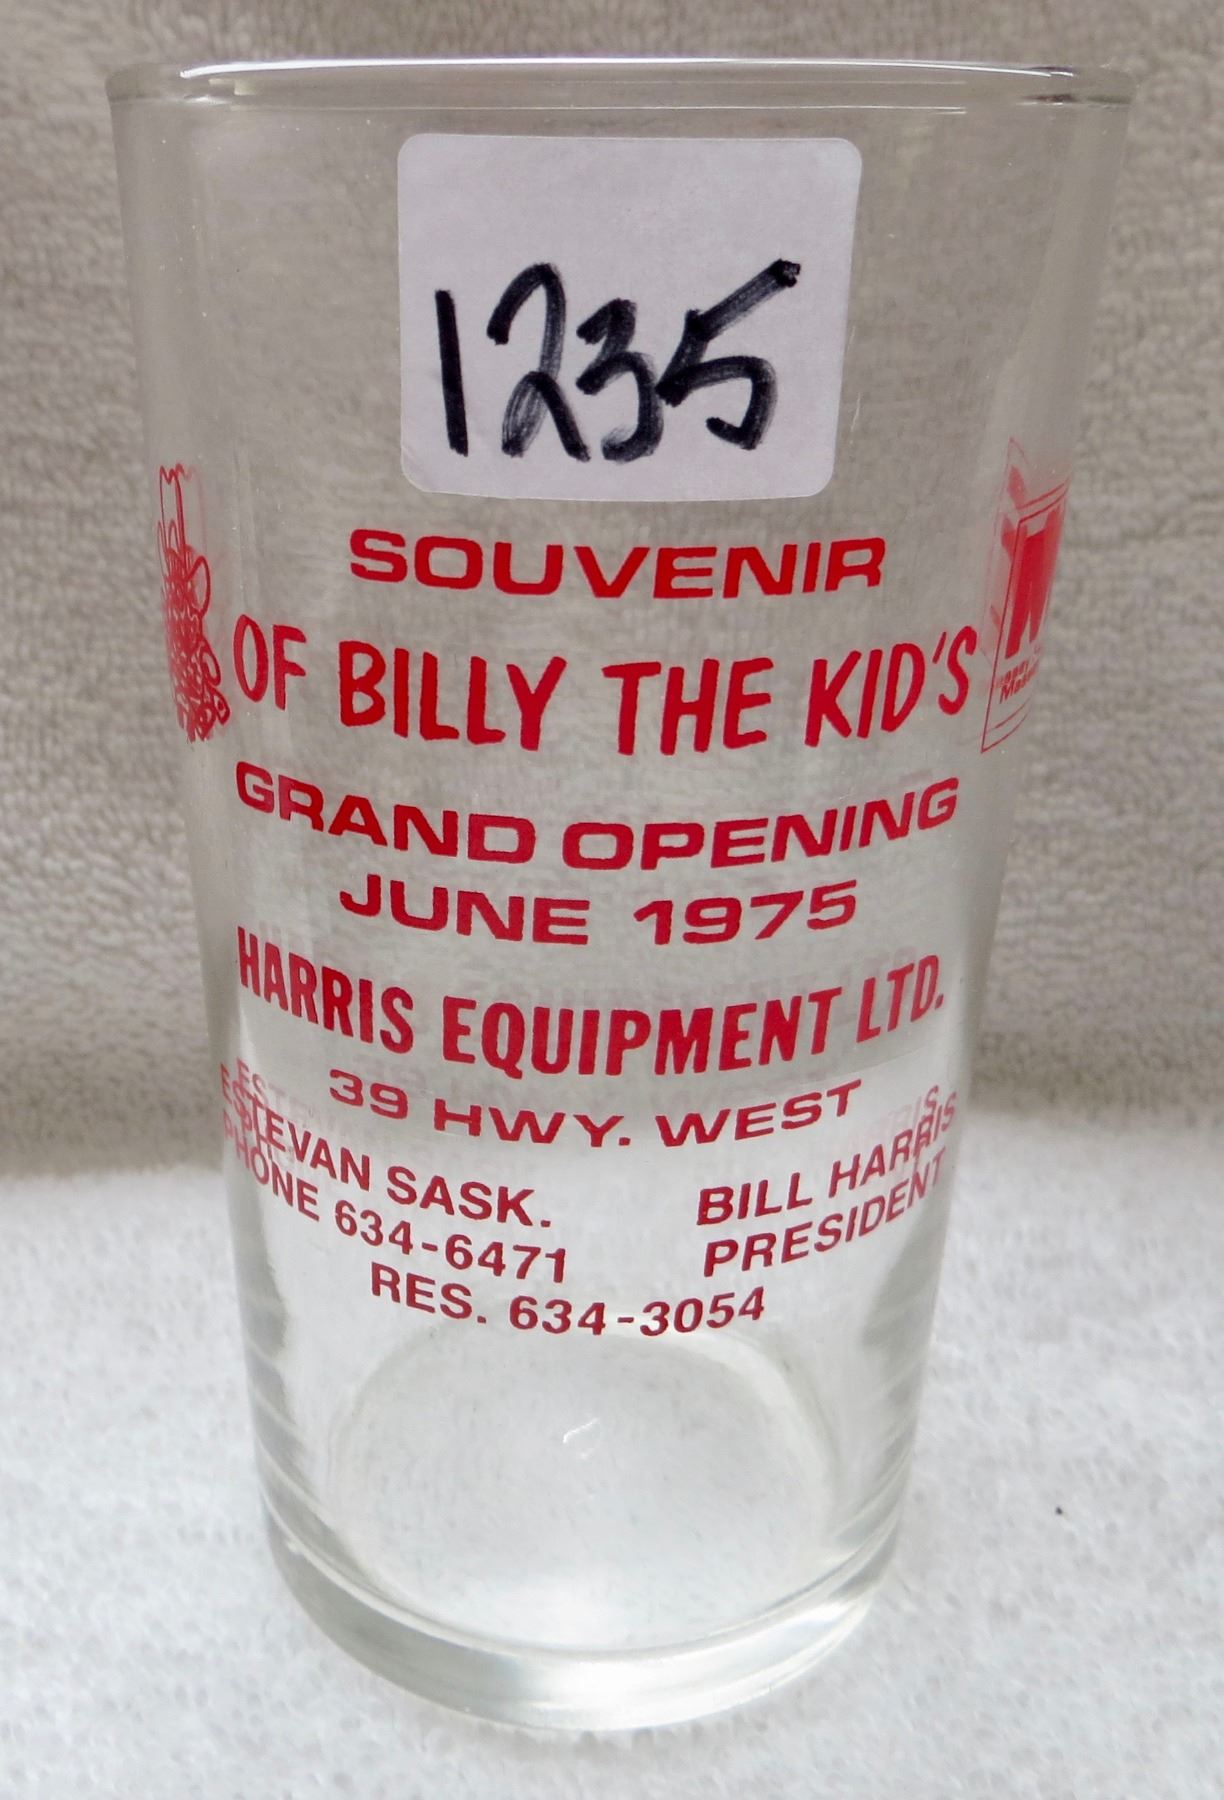 1235
SOUVENIR
OF BILLY THE KID'S
GRAND OPENING
JUNE 1975
HARRIS EQUIPMENT LTD.
39 HWY. WEST
ESTEVAN SASK.
PHONE 634-6471
BILL HARRIS
PRESIDENT
RES. 634-3054